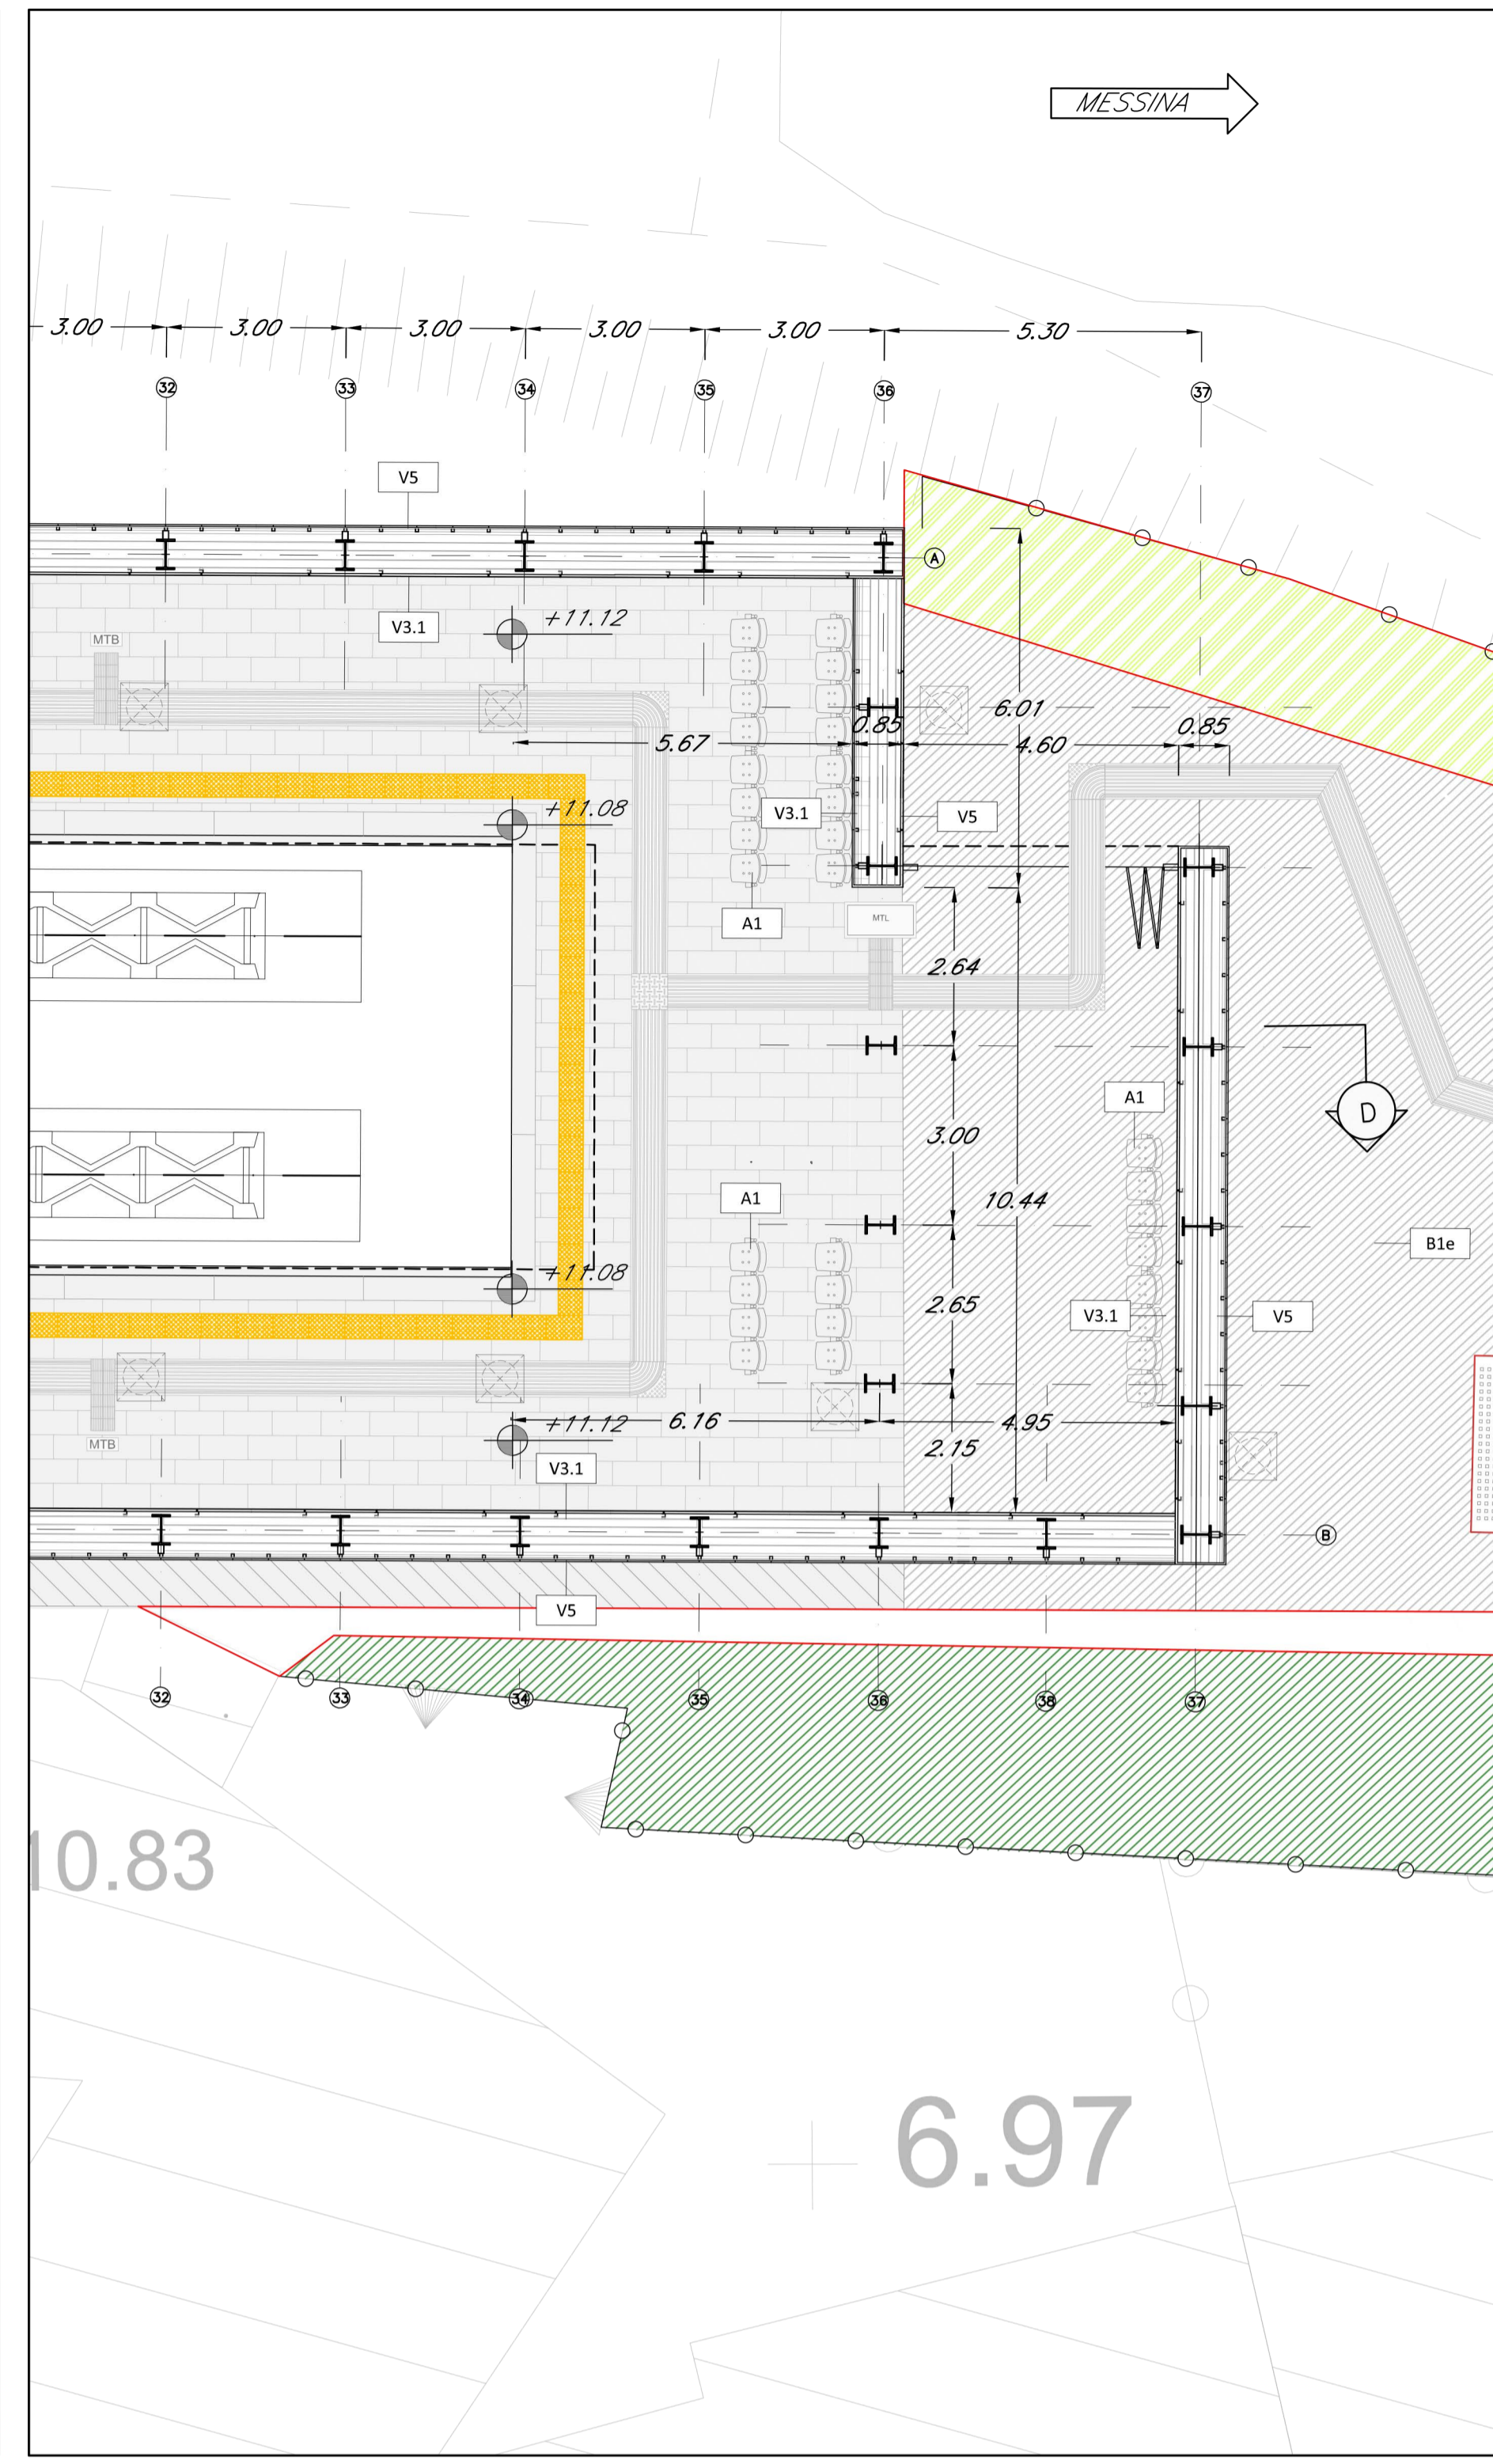 MESSINA
3.00 3.00 3.00 3.00 3.00 5.30
32 33 34 35 36 37
V5
A
V3.1
+11.12
MTB
6.01
5.67 0.85 4.60 0.85
+11.08
V3.1 V5
A1
MTL
2.64
A1
D
3.00
A1
10.44
B1e
+11.08
2.65
V3.1 V5
6.16 4.95
+11.12
MTB
2.15
V3.1
B
V5
32 33 34 35 36 38 37
10.83
6.97